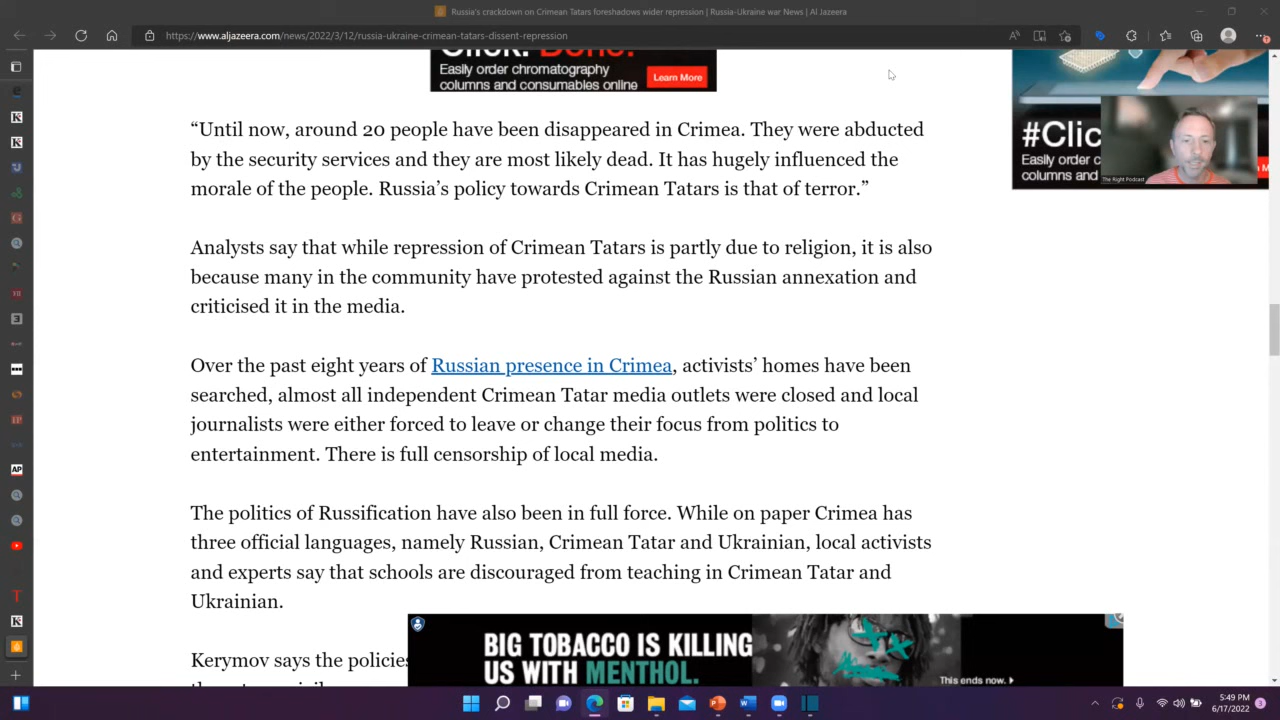 Russia's crackdown on Crimean Tatars foreshadows wider repression | Russia-Ukraine war News | Al Jazeera
https://www.aljazeera.com/news/2022/3/12/russia-ukraine-crimean-tatars-dissent-repression
Click. Done.
Easily order chromatography
columns and consumables online
Learn More
#Clic
Easily order c
columns and
The Right Podcast
“Until now, around 20 people have been disappeared in Crimea. They were abducted
by the security services and they are most likely dead. It has hugely influenced the
morale of the people. Russia’s policy towards Crimean Tatars is that of terror.”
Analysts say that while repression of Crimean Tatars is partly due to religion, it is also
because many in the community have protested against the Russian annexation and
criticised it in the media.
Over the past eight years of Russian presence in Crimea, activists’ homes have been
searched, almost all independent Crimean Tatar media outlets were closed and local
journalists were either forced to leave or change their focus from politics to
entertainment. There is full censorship of local media.
The politics of Russification have also been in full force. While on paper Crimea has
three official languages, namely Russian, Crimean Tatar and Ukrainian, local activists
and experts say that schools are discouraged from teaching in Crimean Tatar and
Ukrainian.
Kerymov says the policies
BIG TOBACCO IS KILLING
US WITH MENTHOL.
This ends now.
5:49 PM
6/17/2022